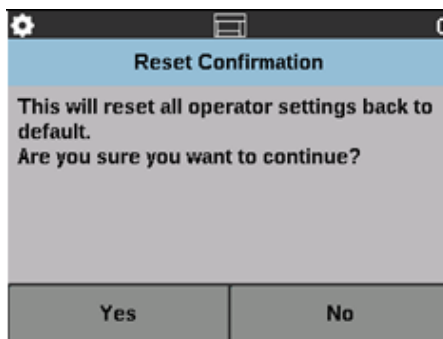 Reset Confirmation
This will reset all operator settings back to
default.
Are you sure you want to continue?
Yes
No